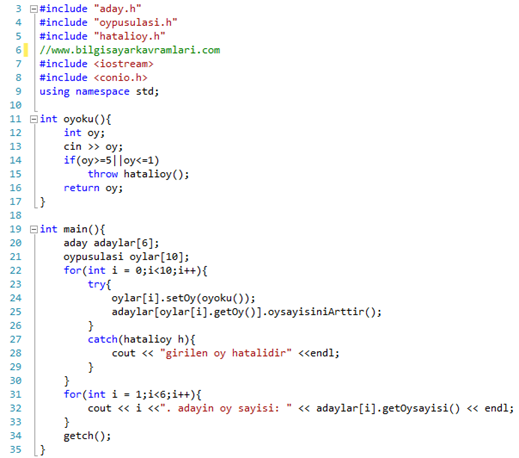 3 #include "aday.h"
4 #include "oypusulasi.h"
5 #include "hatalioy.h"
6 //www.bilgisayarkavramlari.com
7 #include <iostream>
8 #include <conio.h>
9 using namespace std;
10
11 int oyoku(){
12 int oy;
13 cin >> oy;
14 if(oy>=5||oy<=1)
15 throw hatalioy();
16 return oy;
17 }
18
19 int main(){
20 aday adaylar[6];
21 oypusulasi oylar[10];
22 for(int i = 0;i<10;i++){
23 try{
24 oylar[i].setOy(oyoku());
25 adaylar[oylar[i].getOy()].oysayisiniArttir();
26 }
27 catch(hatalioy h){
28 cout << "girilen oy hatalidir" <<endl;
29 }
30 }
31 for(int i = 1;i<6;i++){
32 cout << i <<". adayin oy sayisi: " << adaylar[i].getOysayisi() << endl;
33 }
34 getch();
35 }